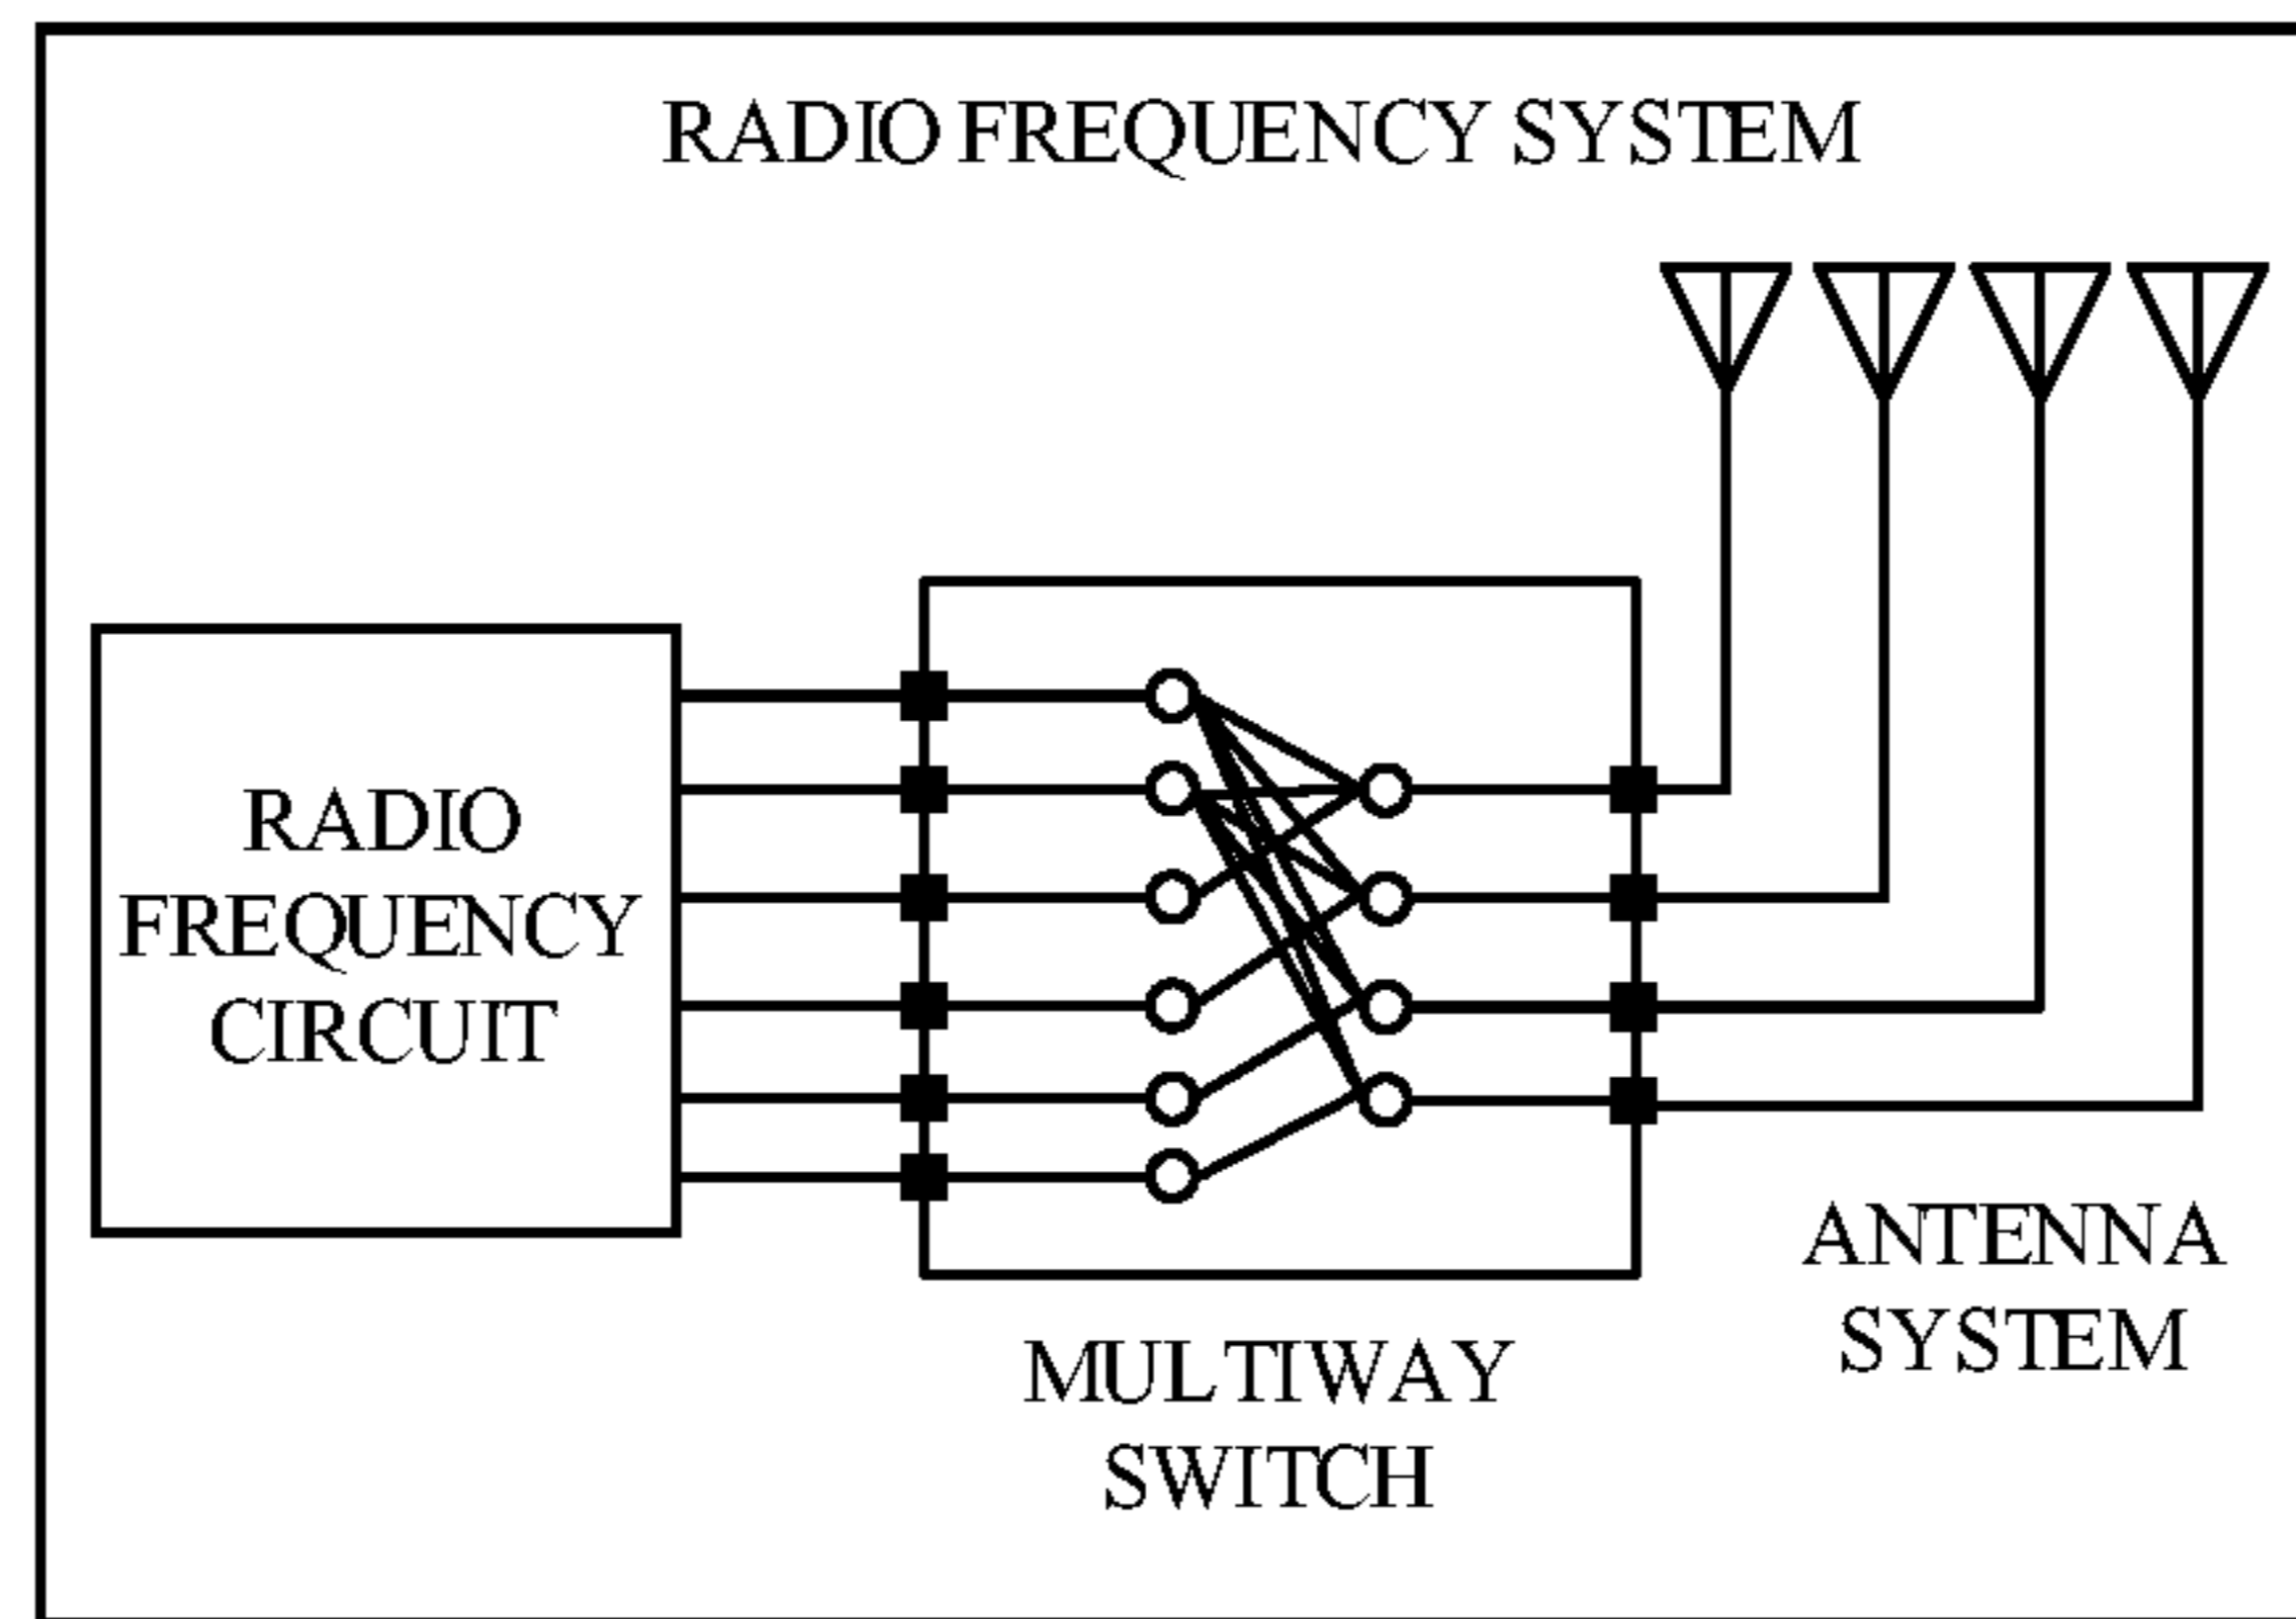 RADIO FREQUENCY SYSTEM
RADIO
FREQUENCY
CIRCUIT
MULTIWAY
SWITCH
ANTENNA
SYSTEM